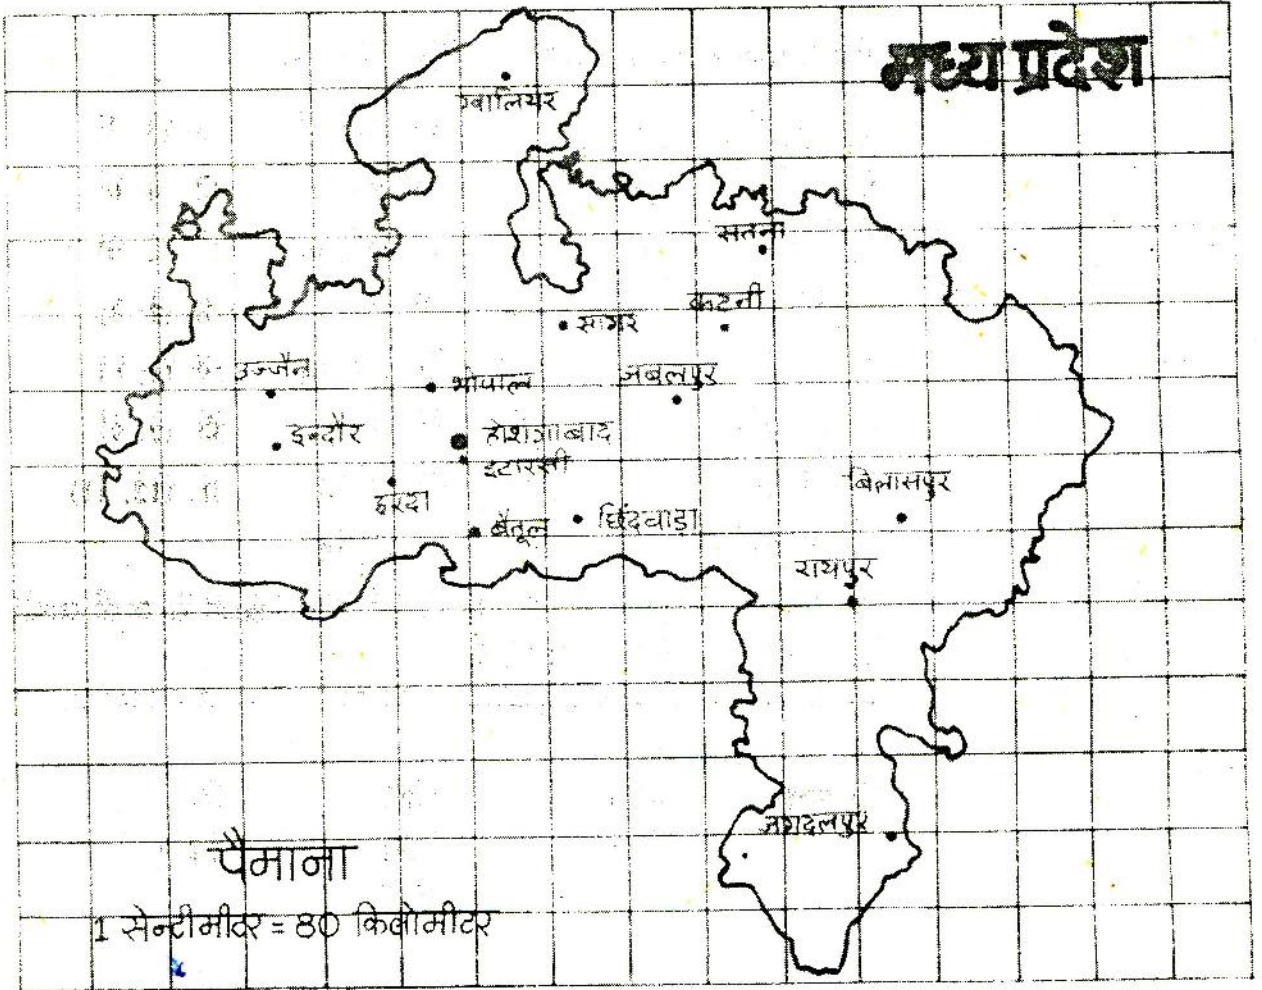 मध्य प्रदेश
ग्वालियर
सतना
कटनी
सागर
उज्जैन
भोपाल
जबलपुर
इन्दौर
होशंगाबाद
इटारसी
हरदा
बैतूल
छिंदवाड़ा
बिलासपुर
रायपुर
जगदलपुर
पैमाना
1 सेन्टीमीटर = 80 किलोमीटर